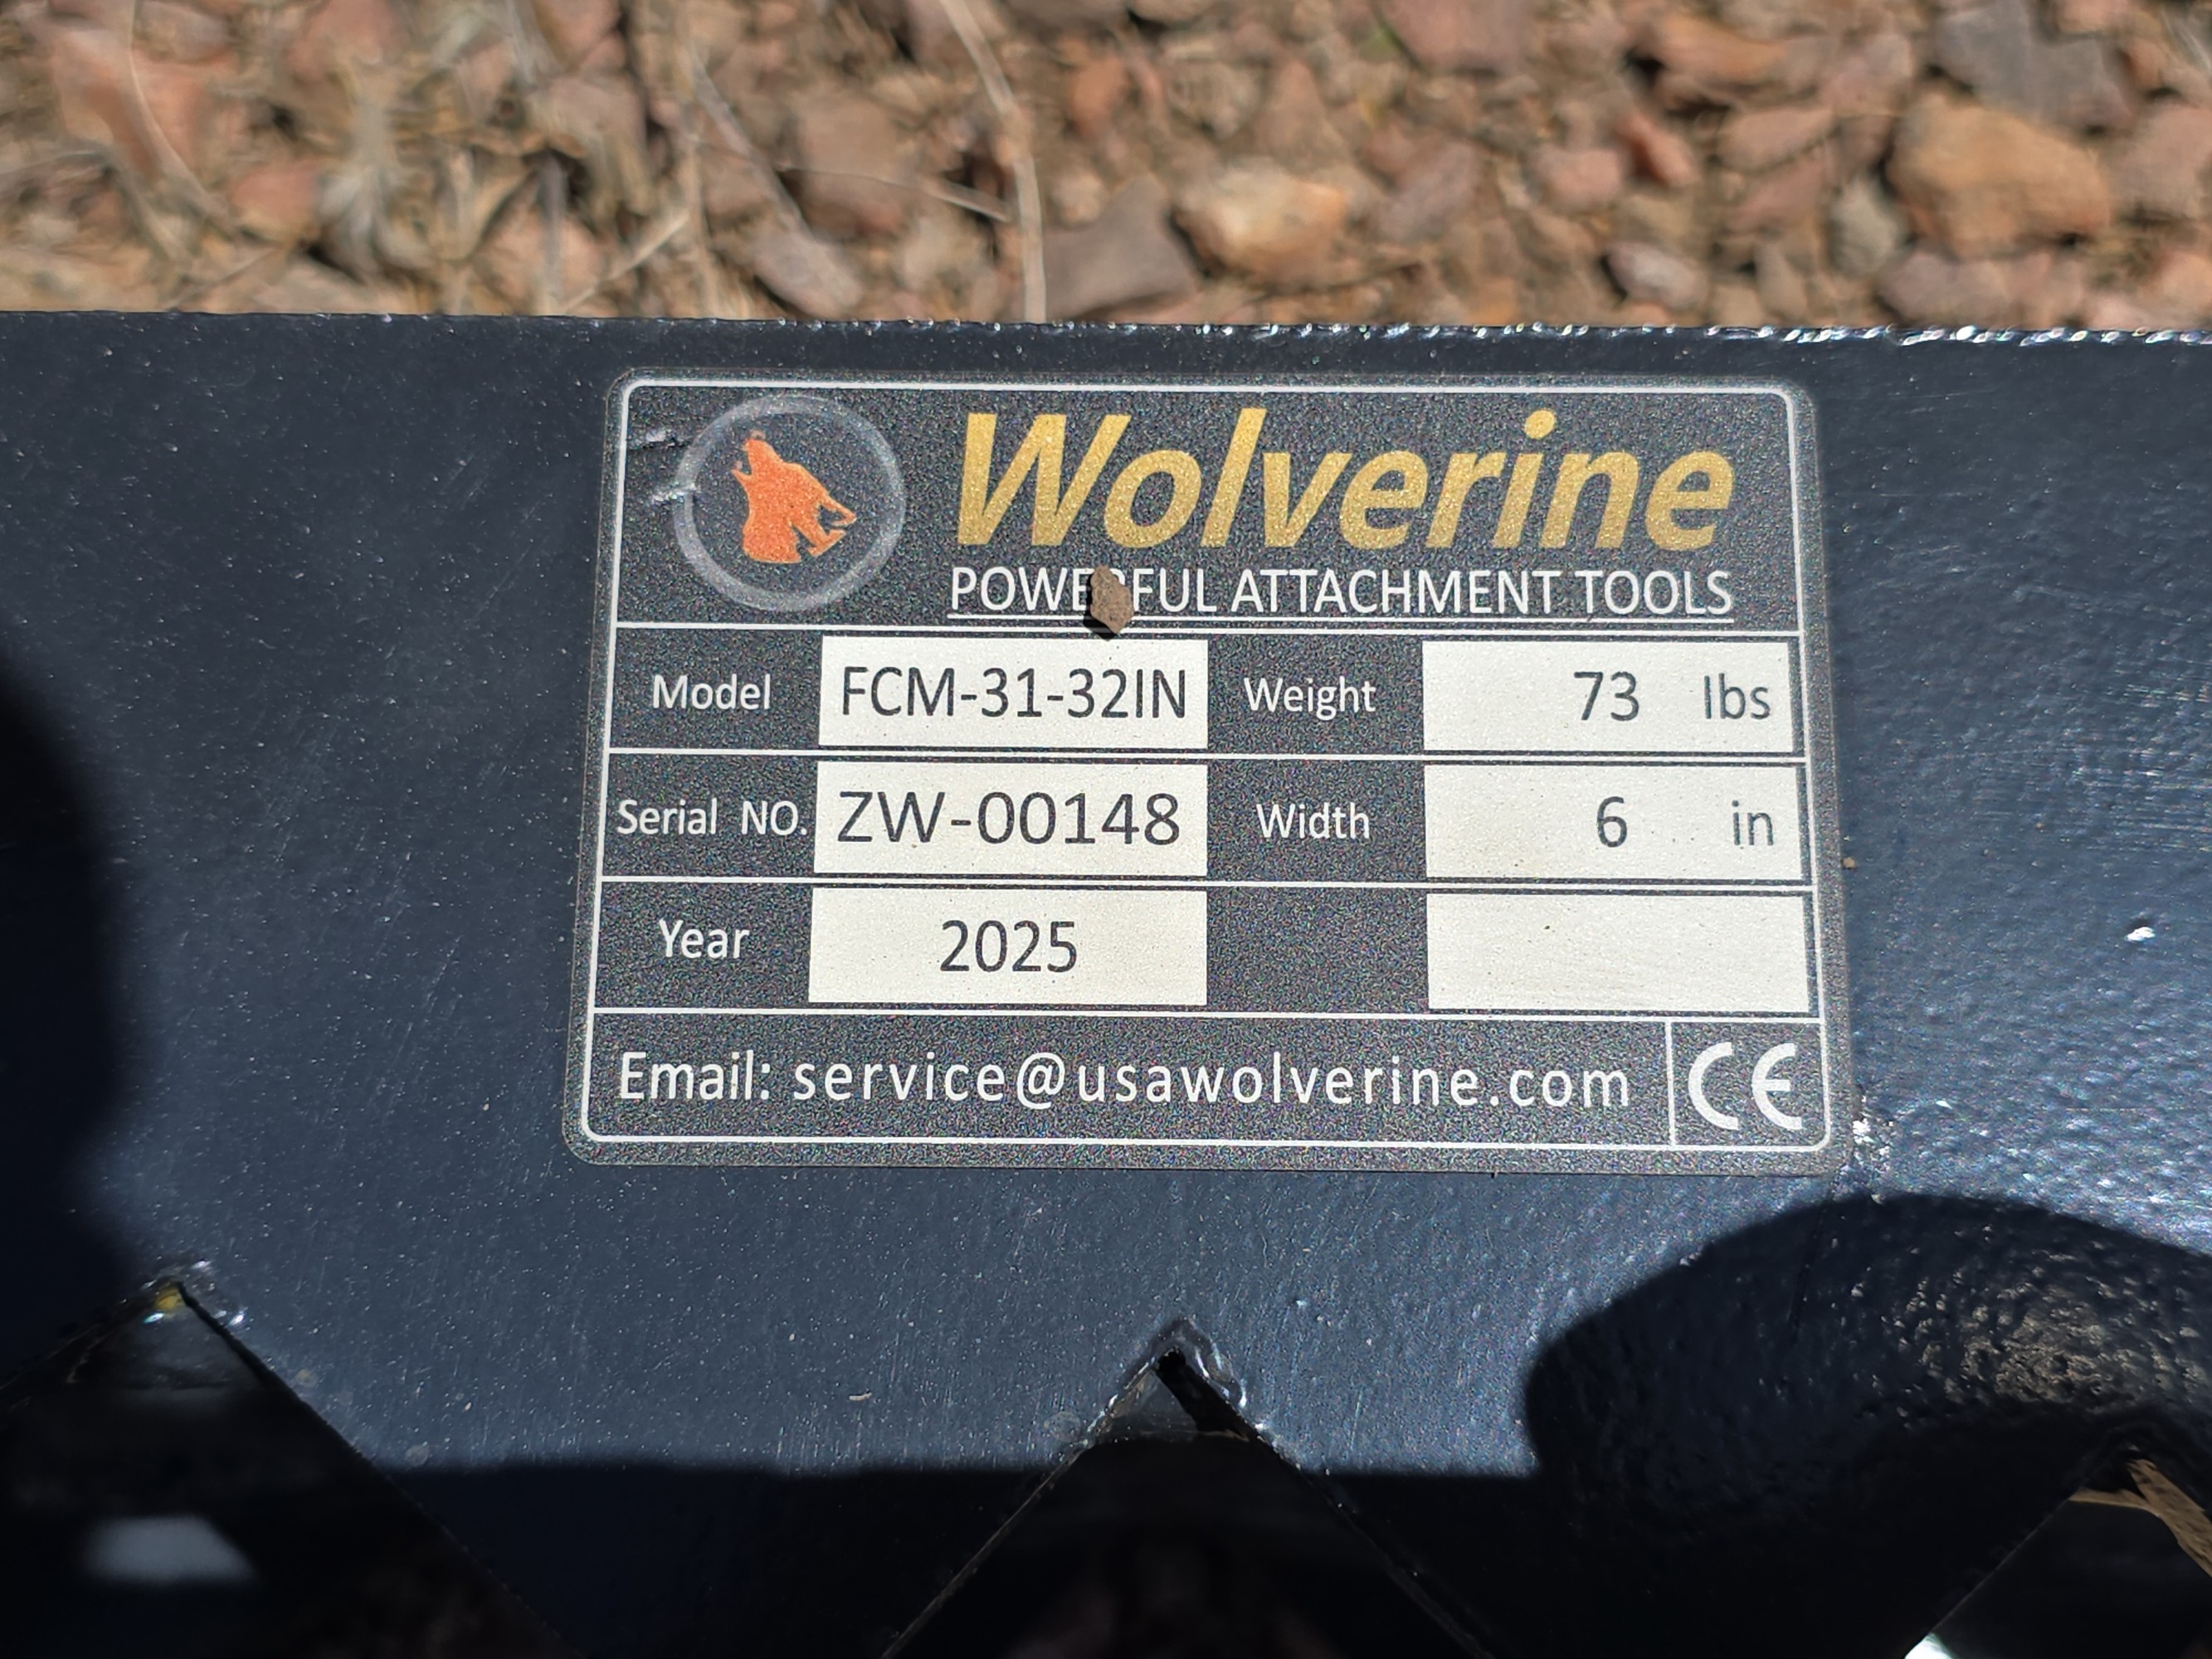 Wolverine
POWERFUL ATTACHMENT TOOLS
Model FCM-31-32IN Weight 73 lbs
Serial NO. ZW-00148 Width 6 in
Year 2025
Email: service@usawolverine.com CE